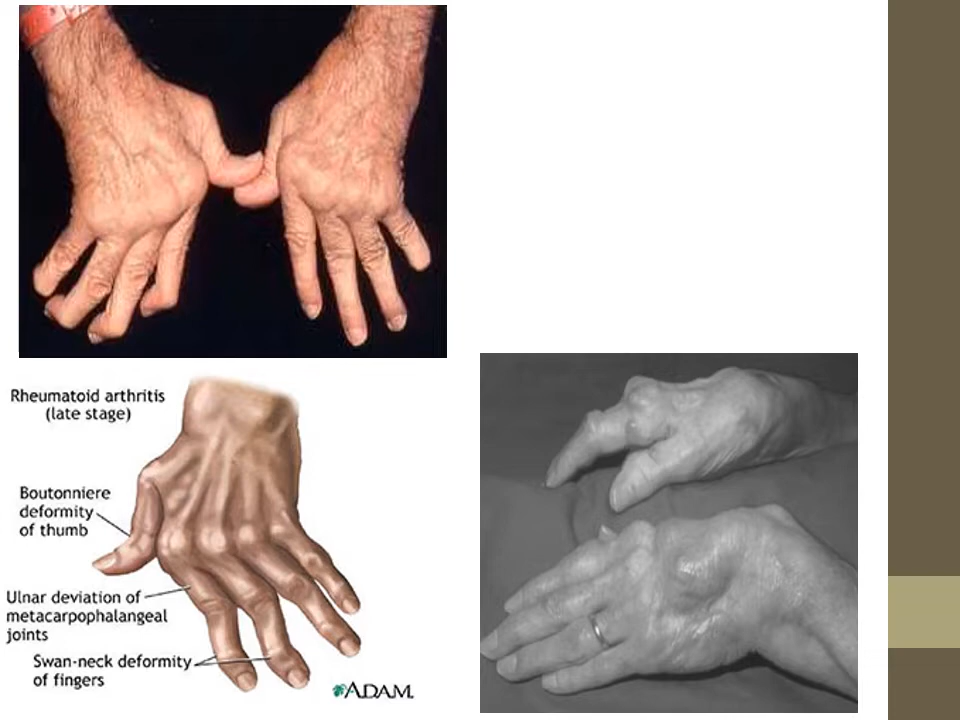 Rheumatoid arthritis
(late stage)
Boutonniere
deformity
of thumb
Ulnar deviation of
metacarpophalangeal
joints
Swan-neck deformity
of fingers
A.D.A.M.